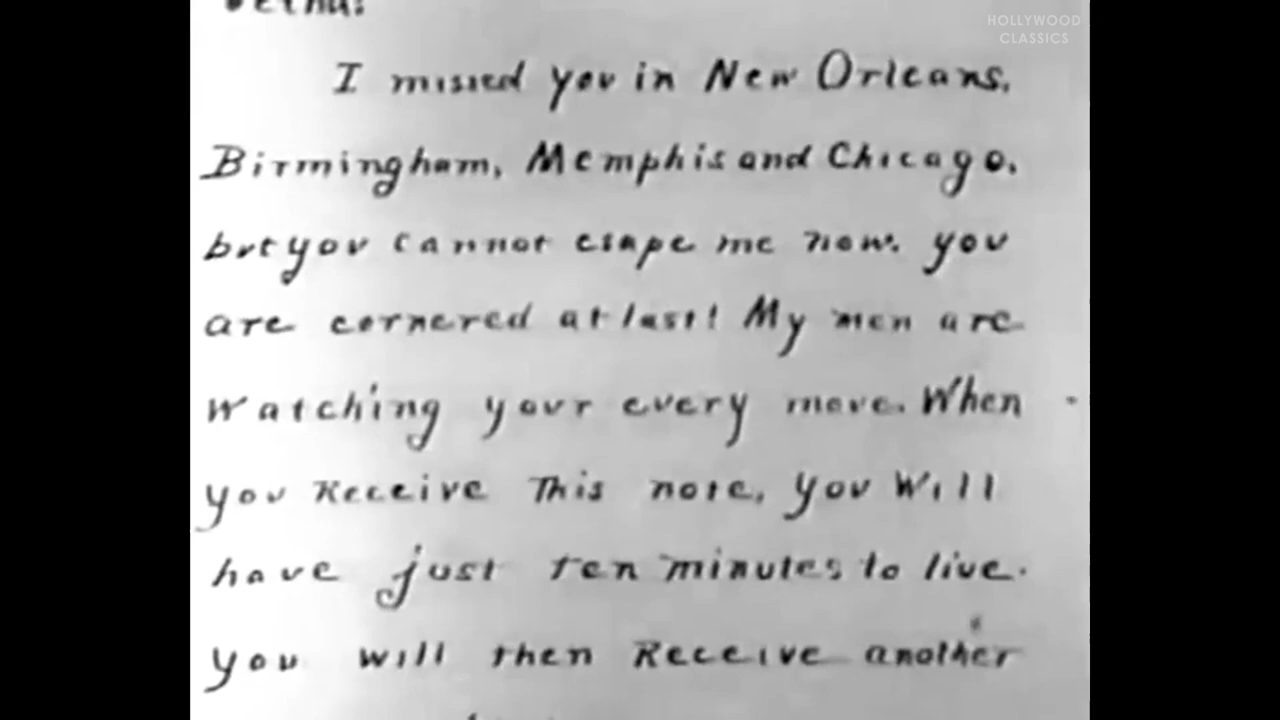 HOLLYWOOD
CLASSICS
I missed you in New Orleans,
Birmingham, Memphis and Chicago,
but you cannot esape me now. you
are cornered at last! My men are
watching your every move. When
you Receive This note, you Will
have just ten minutes to live.
you will then Receive another